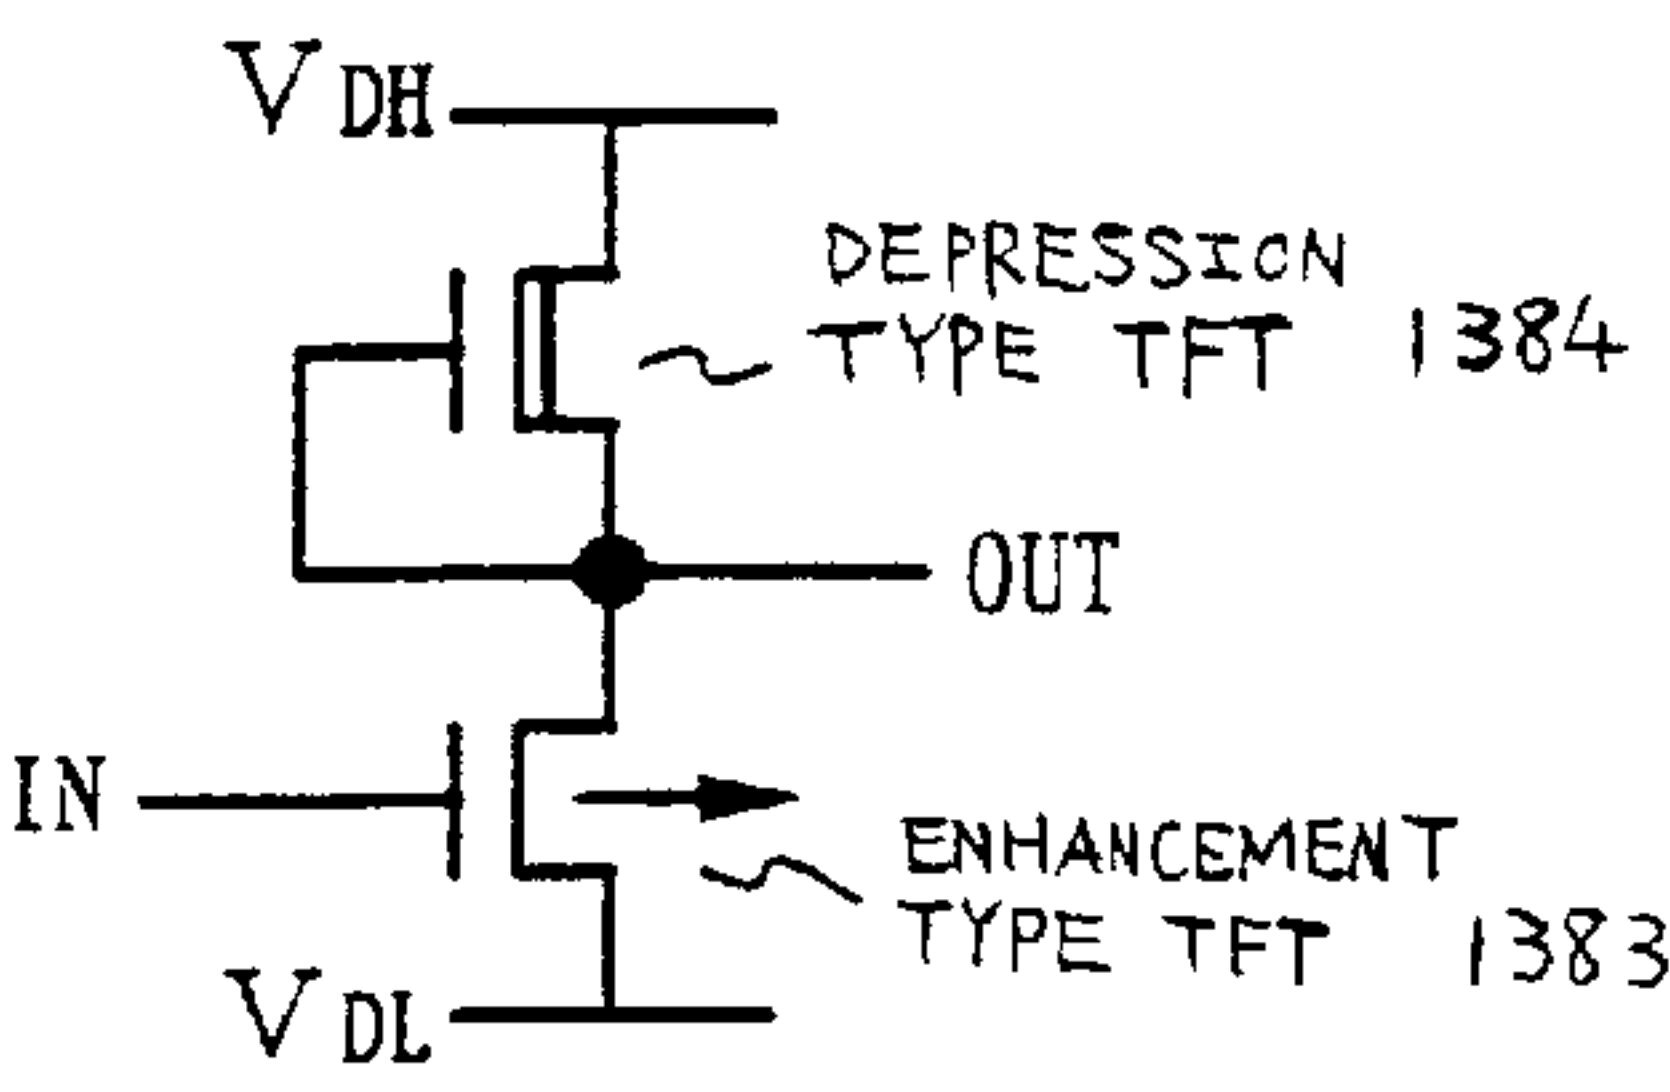 VDH
DEPRESSION
TYPE TFT 1384
OUT
IN
ENHANCEMENT
TYPE TFT 1383
VDL